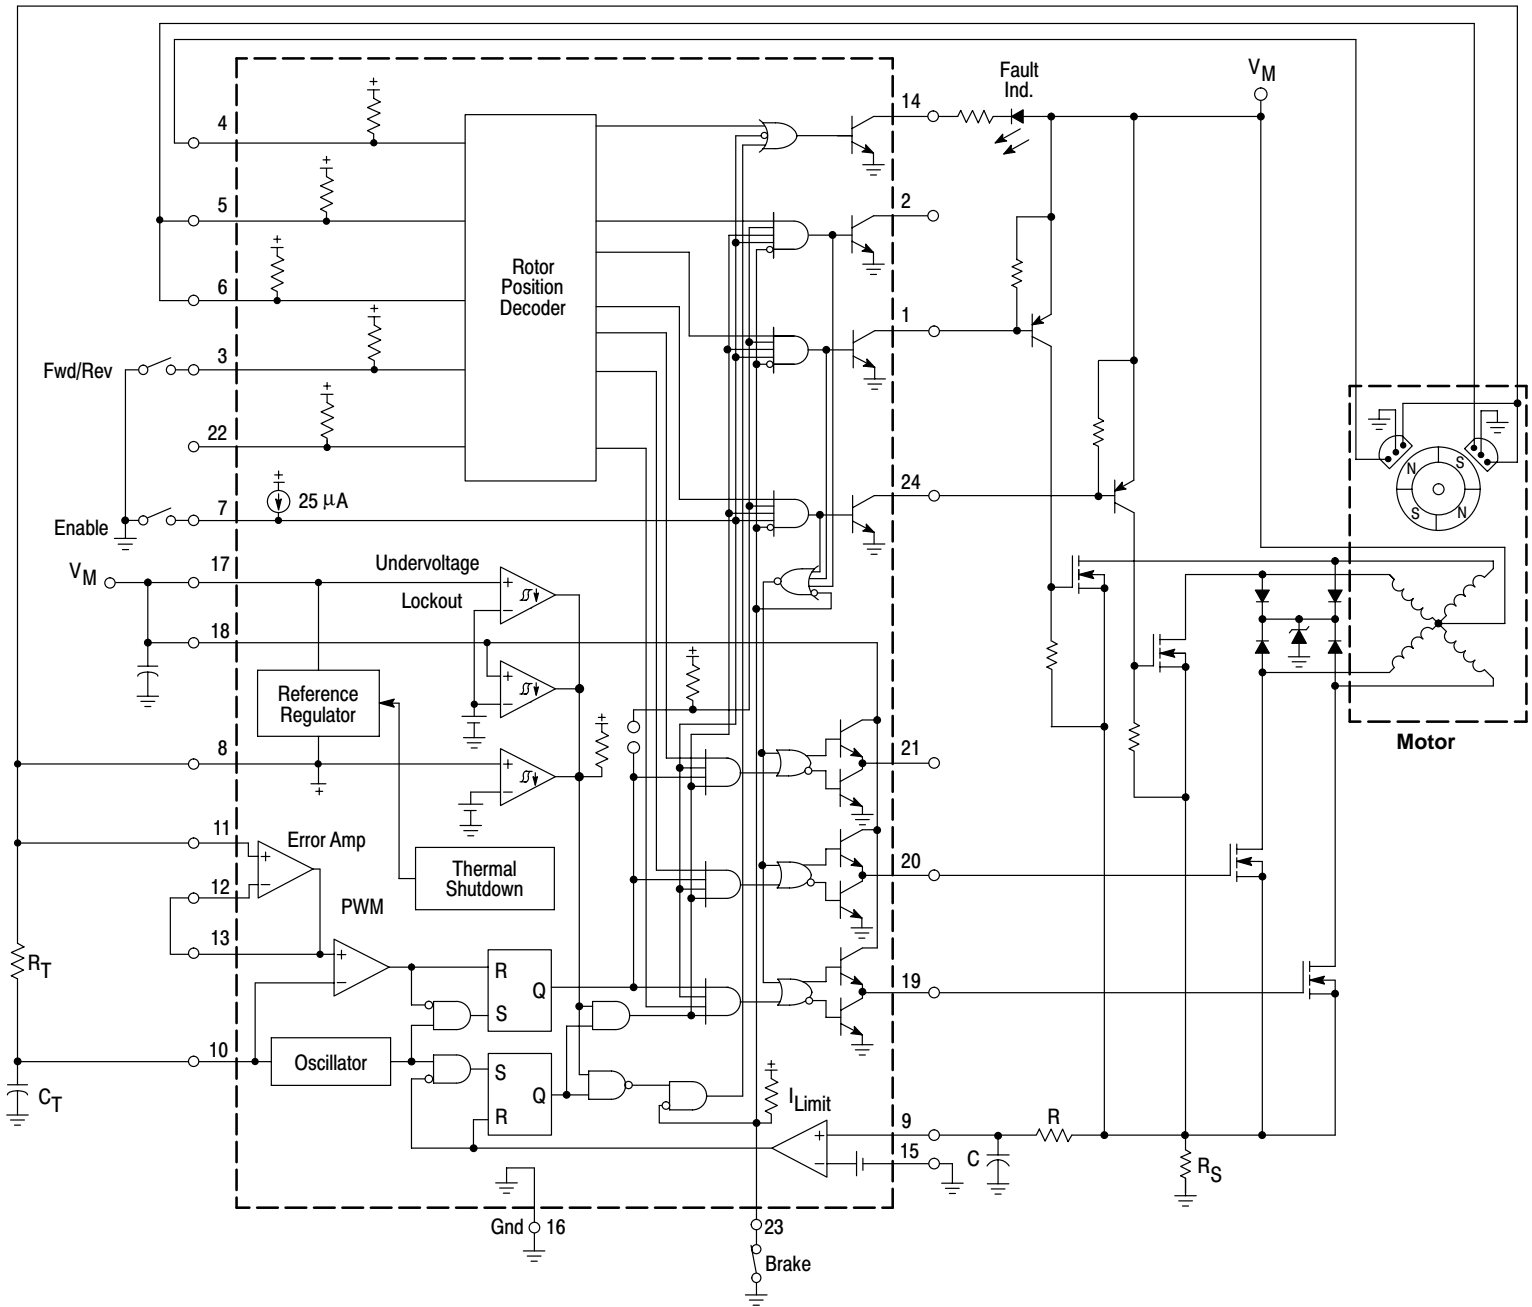 Fault
Ind.
V_M
14
4
2
5
Rotor
Position
Decoder
6
1
Fwd/Rev
3
22
24
N
S
S
N
25 μA
Enable
7
V_M
17
Undervoltage
Lockout
18
Reference
Regulator
Motor
8
21
11
Error Amp
Thermal
Shutdown
20
12
PWM
13
R_T
R
Q
S
19
10
Oscillator
S
Q
R
C_T
I_Limit
9
R
15
C
R_S
Gnd
16
23
Brake